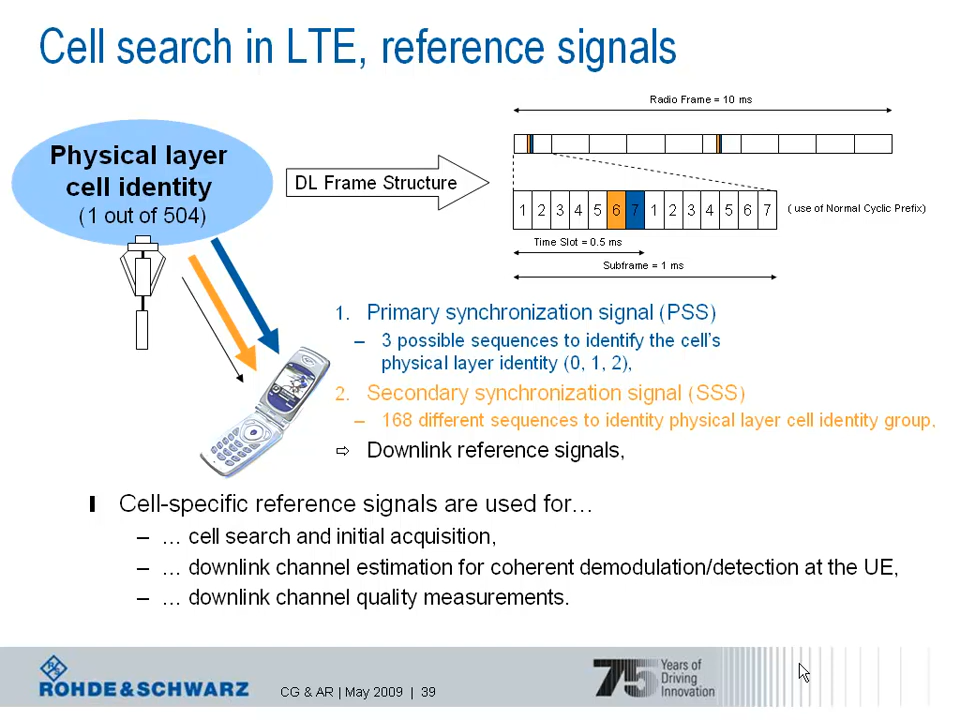 Cell search in LTE, reference signals
Radio Frame = 10 ms
Physical layer
cell identity
(1 out of 504)
DL Frame Structure
1 2 3 4 5 6 7 1 2 3 4 5 6 7
( use of Normal Cyclic Prefix)
Time Slot = 0.5 ms
Subframe = 1 ms
1. Primary synchronization signal (PSS)
– 3 possible sequences to identify the cell's
physical layer identity (0, 1, 2),
2. Secondary synchronization signal (SSS)
– 168 different sequences to identity physical layer cell identity group.
⇨ Downlink reference signals,
Cell-specific reference signals are used for…
– … cell search and initial acquisition,
– … downlink channel estimation for coherent demodulation/detection at the UE,
– … downlink channel quality measurements.
R&S
ROHDE&SCHWARZ
CG & AR | May 2009 | 39
75 Years of
Driving
Innovation